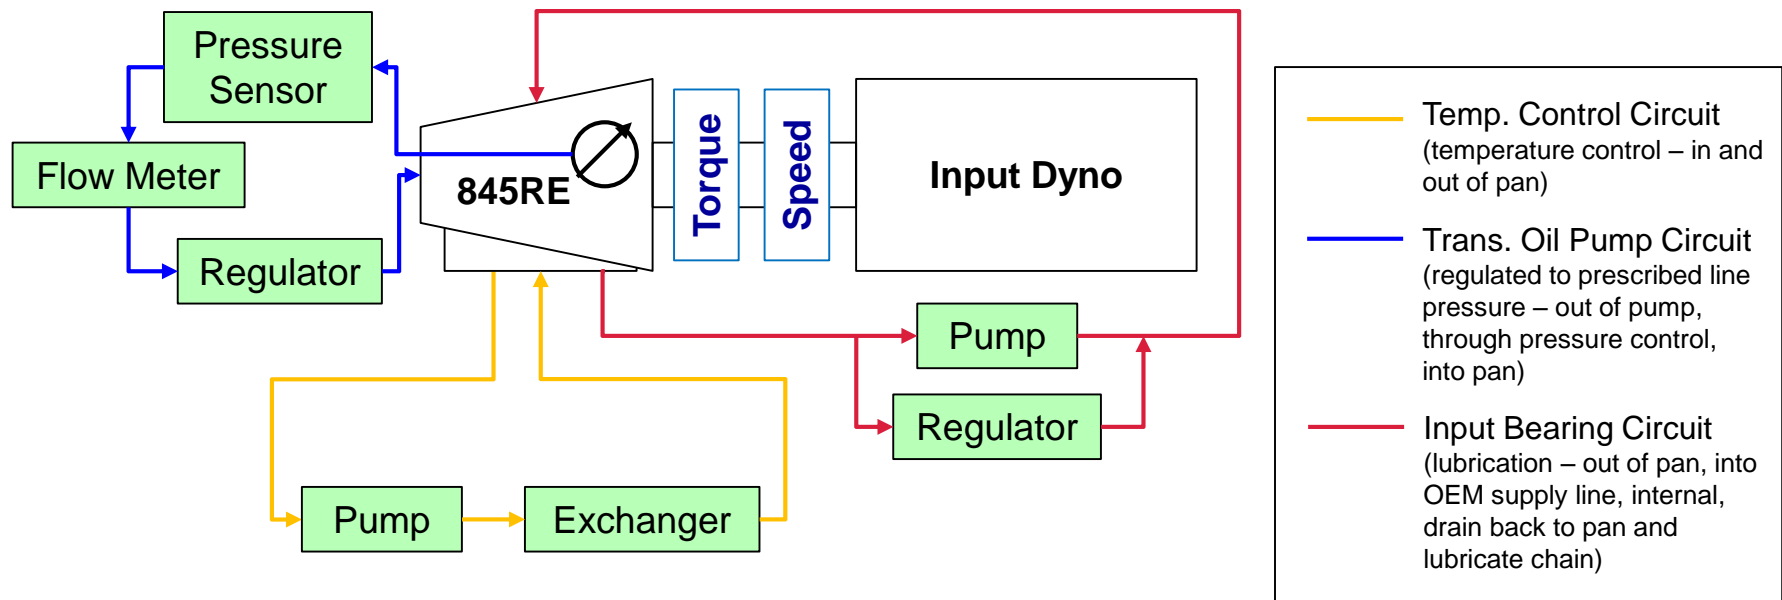 Pressure
Sensor
Flow Meter
Regulator
845RE
Torque
Speed
Input Dyno
Pump
Regulator
Pump
Exchanger
Temp. Control Circuit
(temperature control – in and
out of pan)
Trans. Oil Pump Circuit
(regulated to prescribed line
pressure – out of pump,
through pressure control,
into pan)
Input Bearing Circuit
(lubrication – out of pan, into
OEM supply line, internal,
drain back to pan and
lubricate chain)